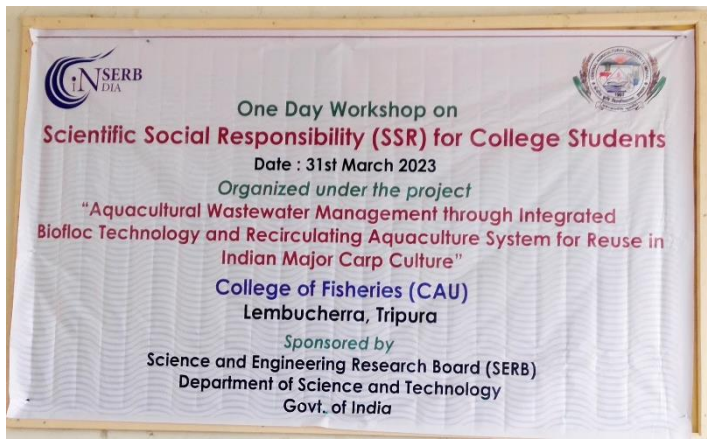 SERB
iNDIA
One Day Workshop on
Scientific Social Responsibility (SSR) for College Students
Date : 31st March 2023
Organized under the project
“Aquacultural Wastewater Management through Integrated
Biofloc Technology and Recirculating Aquaculture System for Reuse in
Indian Major Carp Culture”
College of Fisheries (CAU)
Lembucherra, Tripura
Sponsored by
Science and Engineering Research Board (SERB)
Department of Science and Technology
Govt. of India